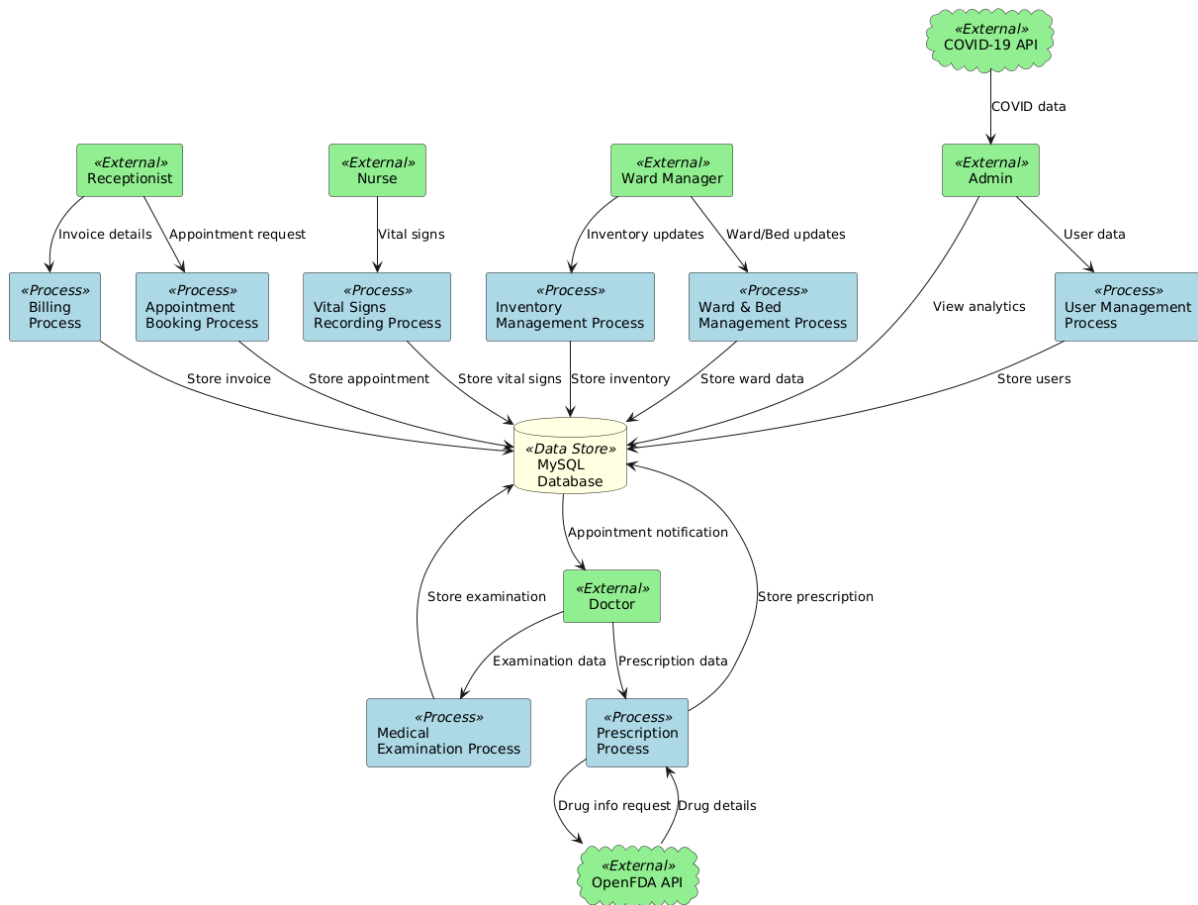 «External»
COVID-19 API
COVID data
«External»
Receptionist
«External»
Nurse
«External»
Ward Manager
«External»
Admin
Invoice details
Appointment request
Vital signs
Inventory updates
Ward/Bed updates
User data
«Process»
Billing
Process
«Process»
Appointment
Booking Process
«Process»
Vital Signs
Recording Process
«Process»
Inventory
Management Process
«Process»
Ward & Bed
Management Process
View analytics
«Process»
User Management
Process
Store invoice
Store appointment
Store vital signs
Store inventory
Store ward data
Store users
«Data Store»
MySQL
Database
Appointment notification
«External»
Doctor
Store examination
Store prescription
Examination data
Prescription data
«Process»
Medical
Examination Process
«Process»
Prescription
Process
Drug info request
Drug details
«External»
OpenFDA API